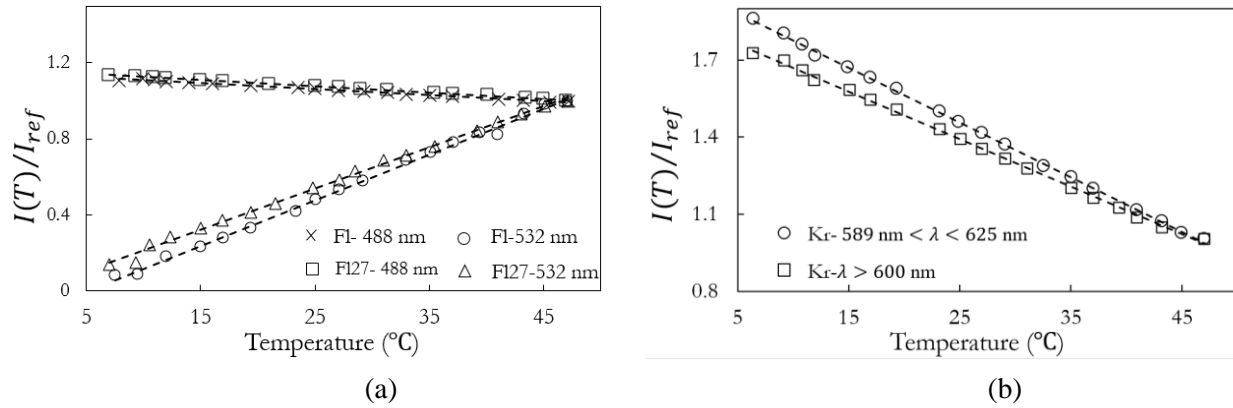 I(T)/I_ref
1.2
0.8
0.4
0
× Fl- 488 nm
○ Fl-532 nm
□ Fl27- 488 nm
△ Fl27-532 nm
5 15 25 35 45
Temperature (℃)
(a)
I(T)/I_ref
1.7
1.4
1.1
0.8
○ Kr- 589 nm < λ < 625 nm
□ Kr-λ > 600 nm
5 15 25 35 45
Temperature (℃)
(b)